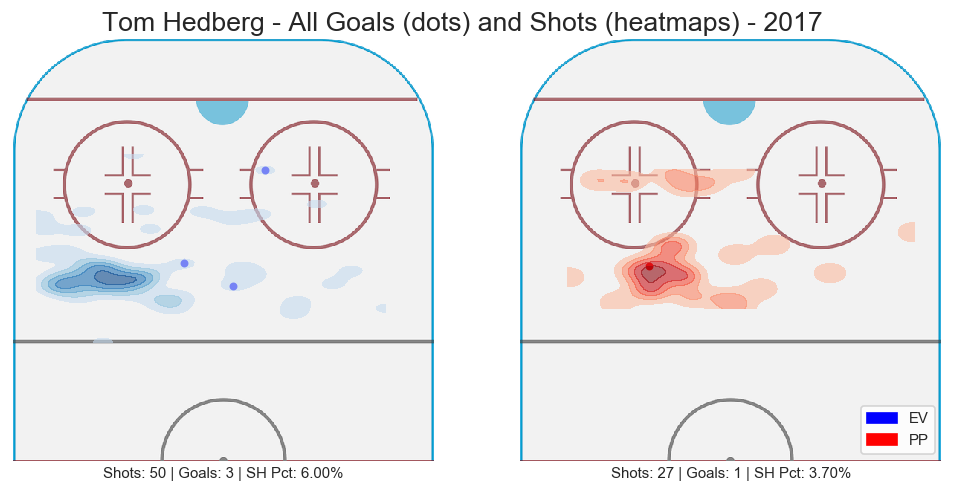 Tom Hedberg - All Goals (dots) and Shots (heatmaps) - 2017
EV
PP
Shots: 50 | Goals: 3 | SH Pct: 6.00%
Shots: 27 | Goals: 1 | SH Pct: 3.70%